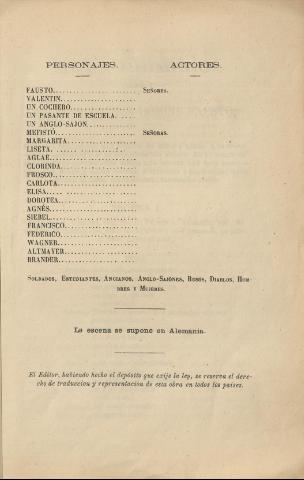 PERSONAJES. ACTORES.
FAUSTO. SEÑORES.
VALENTIN.
UN COCHERO.
UN PASANTE DE ESCUELA.
UN ANGLO-SAJON.
MEFISTÓ. SEÑORAS.
MARGARITA.
LISETA.
AGLAE.
CLORINDA.
FROSCO.
CARLOTA.
ELISA.
DOROTEA.
AGNÉS.
SIEBEL.
FRANCISCO.
FEDERICO.
WAGNER.
ALTMAYER.
BRANDER.
SOLDADOS, ESTUDIANTES, ANCIANOS, ANGLO-SAJONES, BUHOS, DIABLOS, HOM-
BRES Y MUJERES.
La escena se supone en Alemania.
El Editor, habiendo hecho el depósito que exije la ley, se reserva el dere-
cho de traduccion y representación de esta obra en todos los paises.